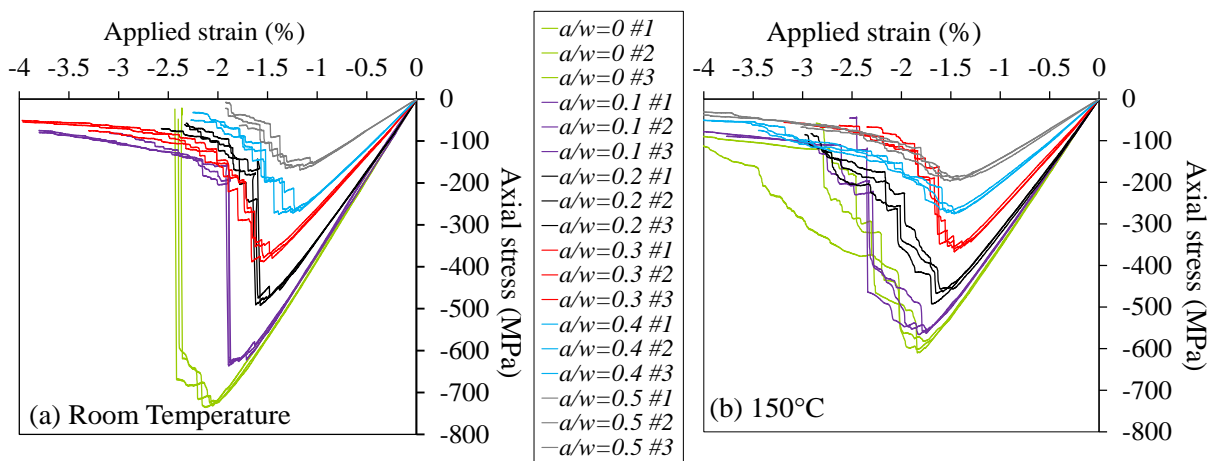 Applied strain (%)
-4 -3.5 -3 -2.5 -2 -1.5 -1 -0.5 0
0
-100
-200
-300
-400
-500
-600
-700
-800
Axial stress (MPa)
(a) Room Temperature
a/w=0 #1
a/w=0 #2
a/w=0 #3
a/w=0.1 #1
a/w=0.1 #2
a/w=0.1 #3
a/w=0.2 #1
a/w=0.2 #2
a/w=0.2 #3
a/w=0.3 #1
a/w=0.3 #2
a/w=0.3 #3
a/w=0.4 #1
a/w=0.4 #2
a/w=0.4 #3
a/w=0.5 #1
a/w=0.5 #2
a/w=0.5 #3
Applied strain (%)
-4 -3.5 -3 -2.5 -2 -1.5 -1 -0.5 0
0
-100
-200
-300
-400
-500
-600
-700
-800
Axial stress (MPa)
(b) 150°C